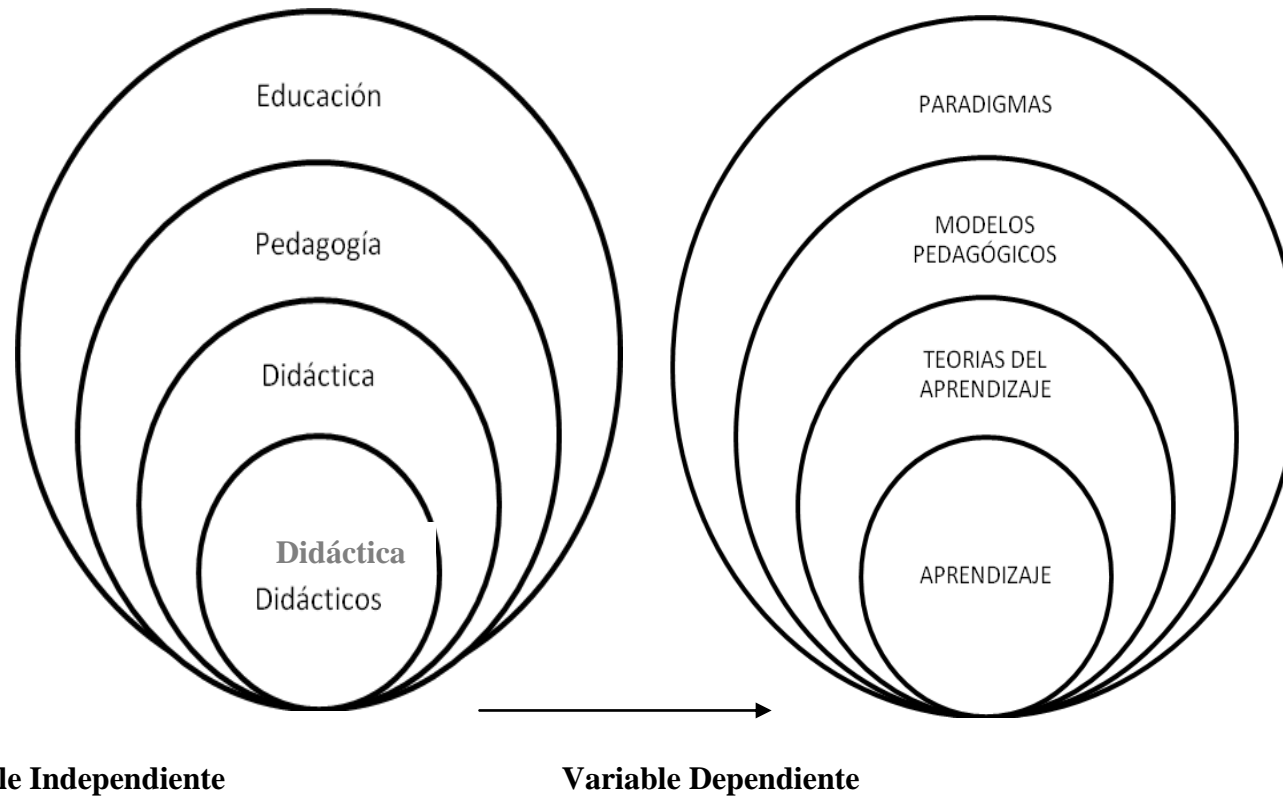 Educación
Pedagogía
Didáctica
Didáctica
Didácticos
PARADIGMAS
MODELOS
PEDAGÓGICOS
TEORIAS DEL
APRENDIZAJE
APRENDIZAJE
le Independiente
Variable Dependiente